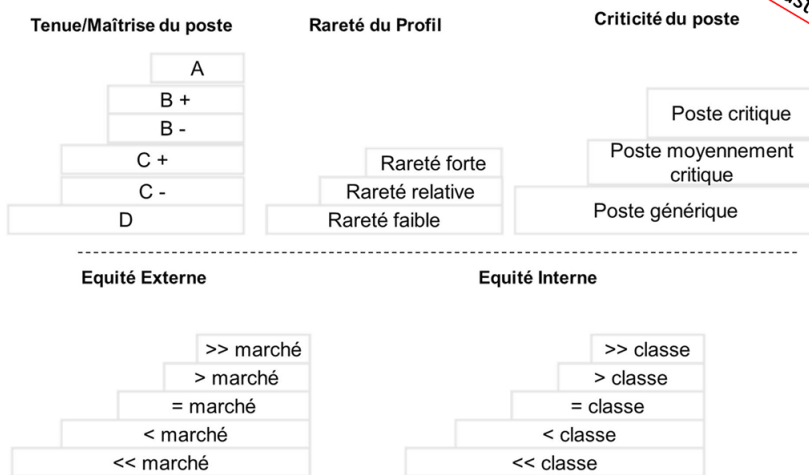 Tenue/Maîtrise du poste
A
B +
B -
C +
C -
D
Rareté du Profil
Rareté forte
Rareté relative
Rareté faible
Criticité du poste
Poste critique
Poste moyennement
critique
Poste générique
Equité Externe
>> marché
> marché
= marché
< marché
<< marché
Equité Interne
>> classe
> classe
= classe
< classe
<< classe